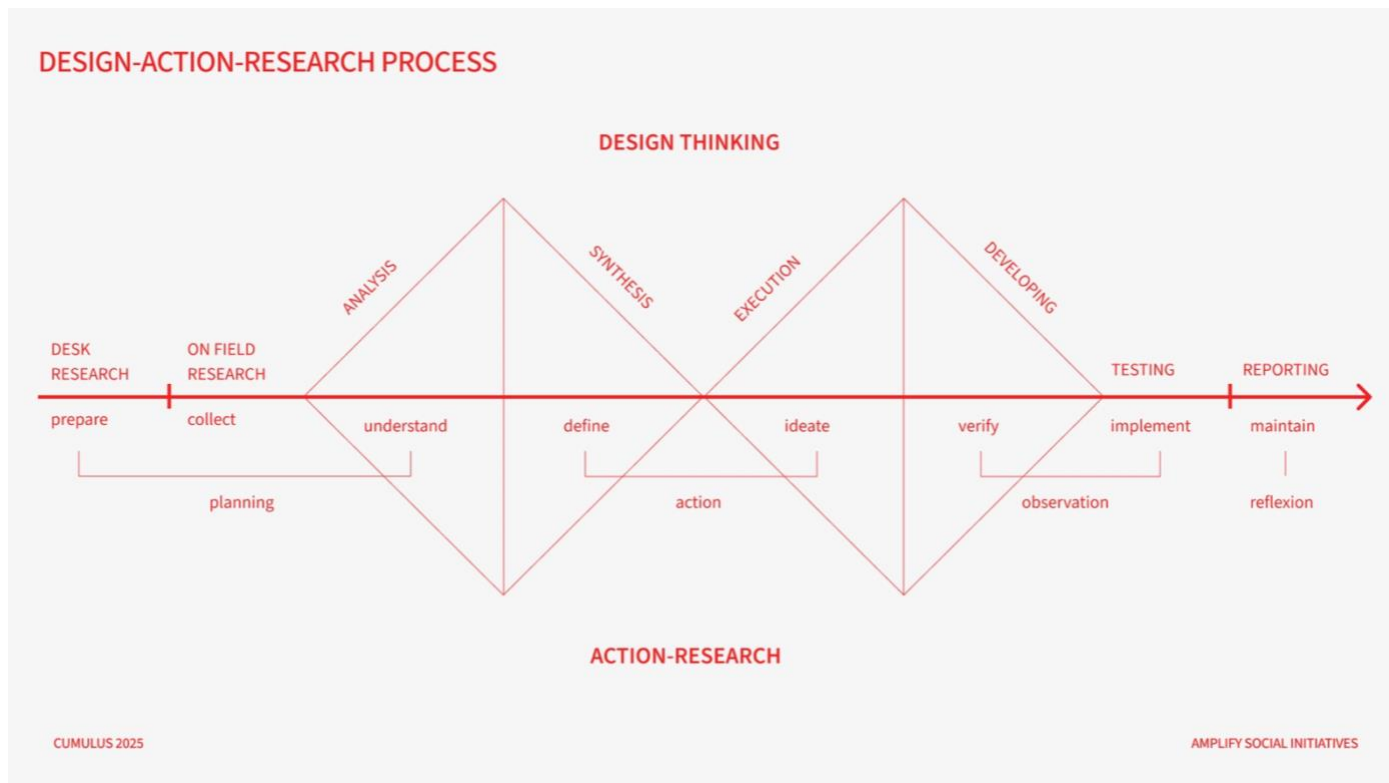 DESIGN-ACTION-RESEARCH PROCESS
DESIGN THINKING
ANALYSIS
SYNTHESIS
EXECUTION
DEVELOPING
DESK
RESEARCH
ON FIELD
RESEARCH
TESTING
REPORTING
prepare
collect
understand
define
ideate
verify
implement
maintain
planning
action
observation
reflexion
ACTION-RESEARCH
CUMULUS 2025
AMPLIFY SOCIAL INITIATIVES